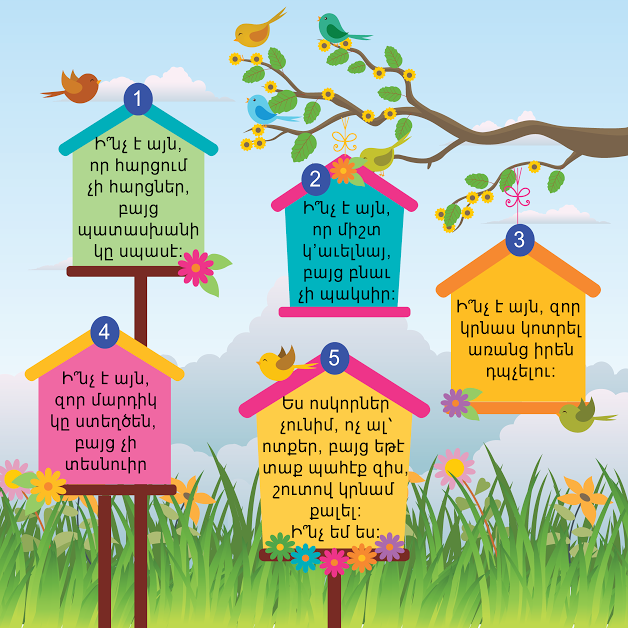 1
Ի՞նչ է այն,
որ հարցում
չի հարցներ,
բայց
պատասխանի
կը սպասէ:
2
Ի՞նչ է այն,
որ միշտ
կ՚աւելնայ,
բայց բնաւ
չի պակսիր:
3
Ի՞նչ է այն, զոր
կրնաս կոտրել
առանց իրեն
դպչելու:
4
Ի՞նչ է այն,
զոր մարդիկ
կը ստեղծեն,
բայց չի
տեսնուիր
5
Ես ոսկորներ
չունիմ, ոչ ալ՝
ոտքեր, բայց եթէ
տաք պահէք զիս,
շուտով կրնամ
քալել:
Ի՞նչ եմ ես: